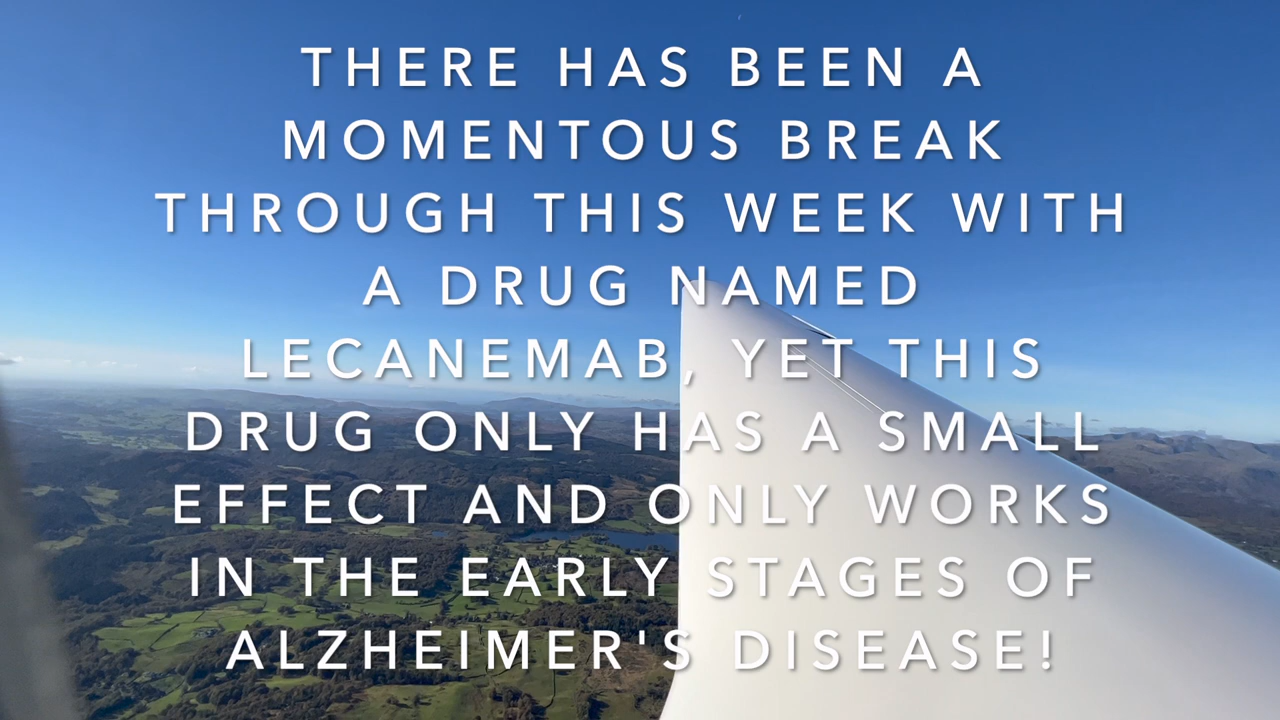 THERE HAS BEEN A
MOMENTOUS BREAK
THROUGH THIS WEEK WITH
A DRUG NAMED
LECANEMAB, YET THIS
DRUG ONLY HAS A SMALL
EFFECT AND ONLY WORKS
IN THE EARLY STAGES OF
ALZHEIMER'S DISEASE!